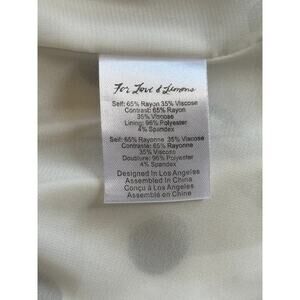 For Love & Lemons
Self: 65% Rayon 35% Viscose
Contrast: 65% Rayon
35% Viscose
Lining: 96% Polyester
4% Spandex
Self: 65% Rayonne 35% Viscose
Contraste: 65% Rayonne
35% Viscons
Doublure: 96% Polyester
4% Spandex
Designed In Los Angeles
Assembled In China
Conçu à Los Angeles
Assemblé en China